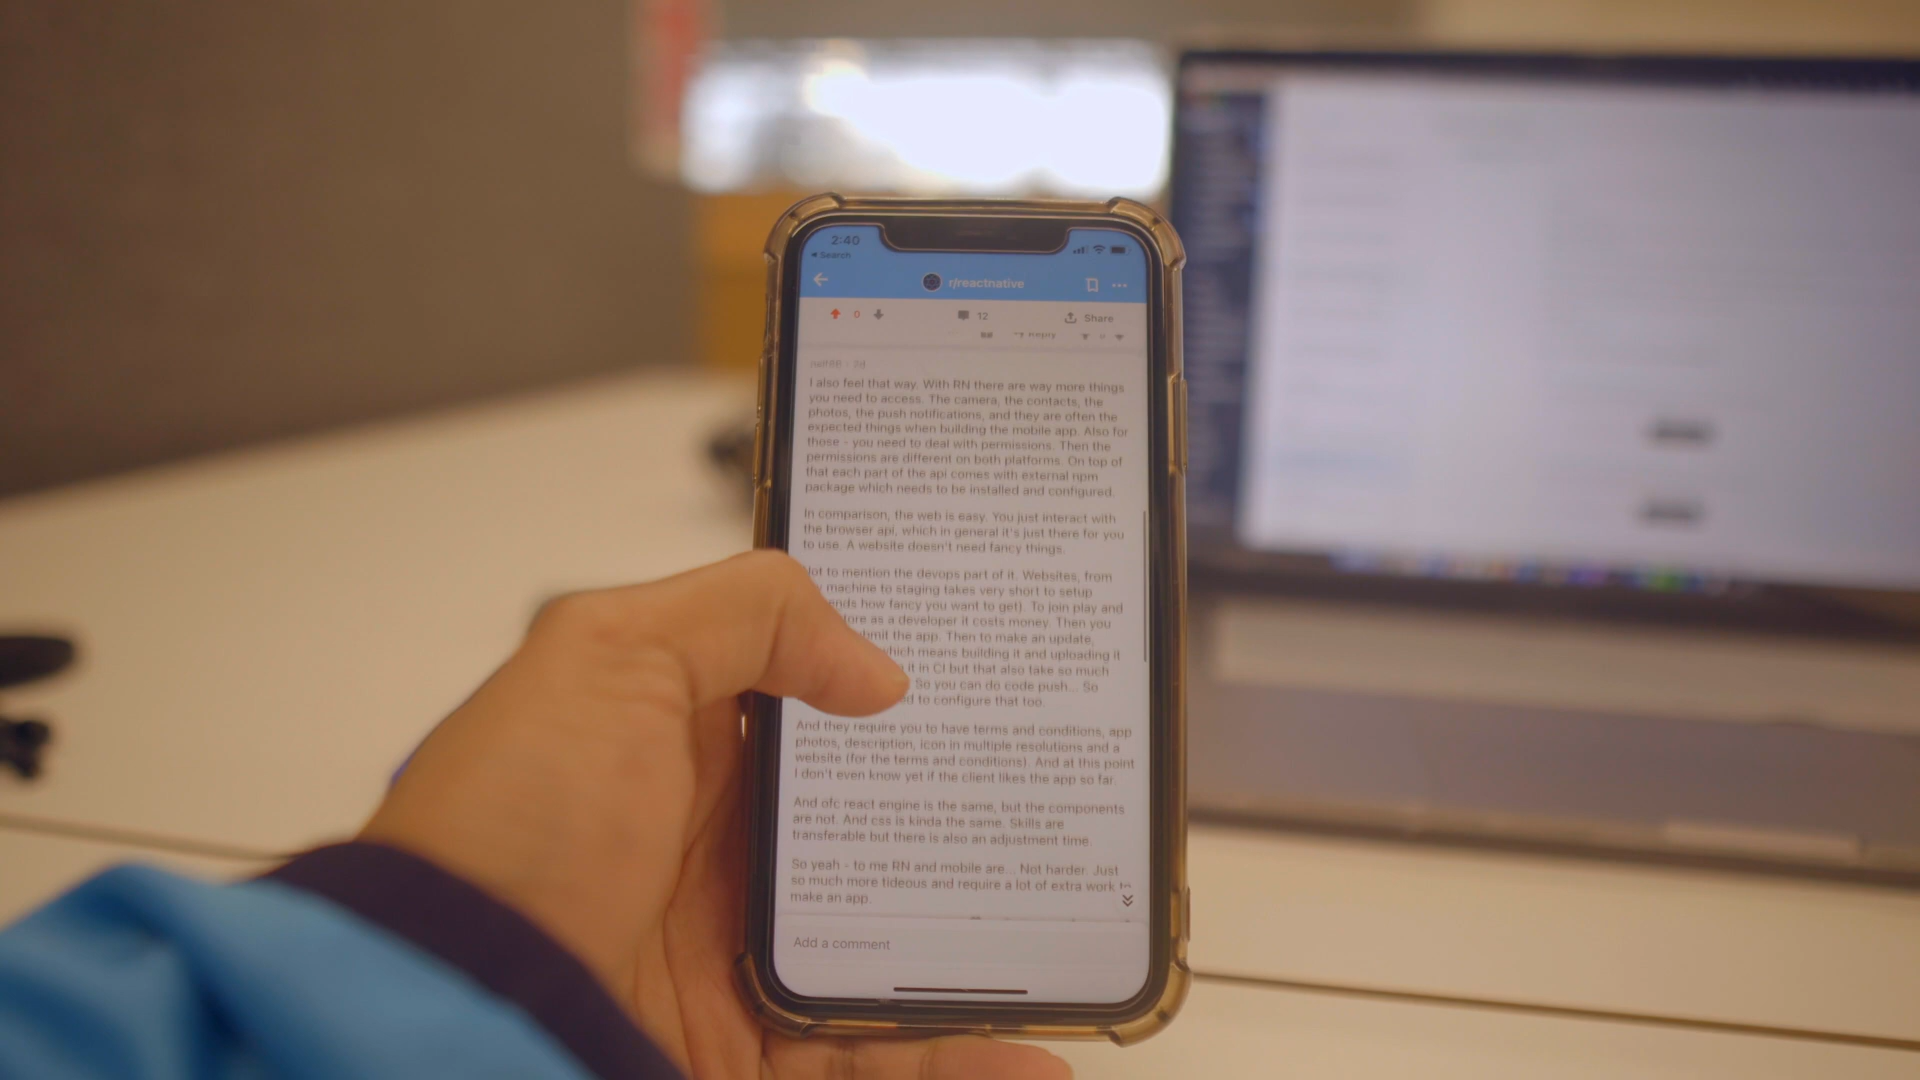 2:40
Search
r/reactnative
0
12
Share
Reply
I also feel that way. With RN there are way more things
you need to access. The camera, the contacts, the
photos, the push notifications, and they are often the
expected things when building the mobile app. Also for
those - you need to deal with permissions. Then the
permissions are different on both platforms. On top of
that each part of the api comes with external npm
package which needs to be installed and configured.
In comparison, the web is easy. You just interact with
the browser api, which in general it's just there for you
to use. A website doesn't need fancy things.
to mention the devops part of it. Websites, from
machine to staging takes very short to setup
how fancy you want to get). To join play and
as a developer it costs money. Then you
the app. Then to make an update,
which means building it and uploading it
it in CI but that also take so much
So you can do code push... So
to configure that too.
And they require you to have terms and conditions, app
photos, description, icon in multiple resolutions and a
website (for the terms and conditions). And at this point
I don't even know yet if the client likes the app so far.
And ofc react engine is the same, but the components
are not. And css is kinda the same. Skills are
transferable but there is also an adjustment time.
So yeah - to me RN and mobile are... Not harder. Just
so much more tideous and require a lot of extra work to
make an app.
Add a comment